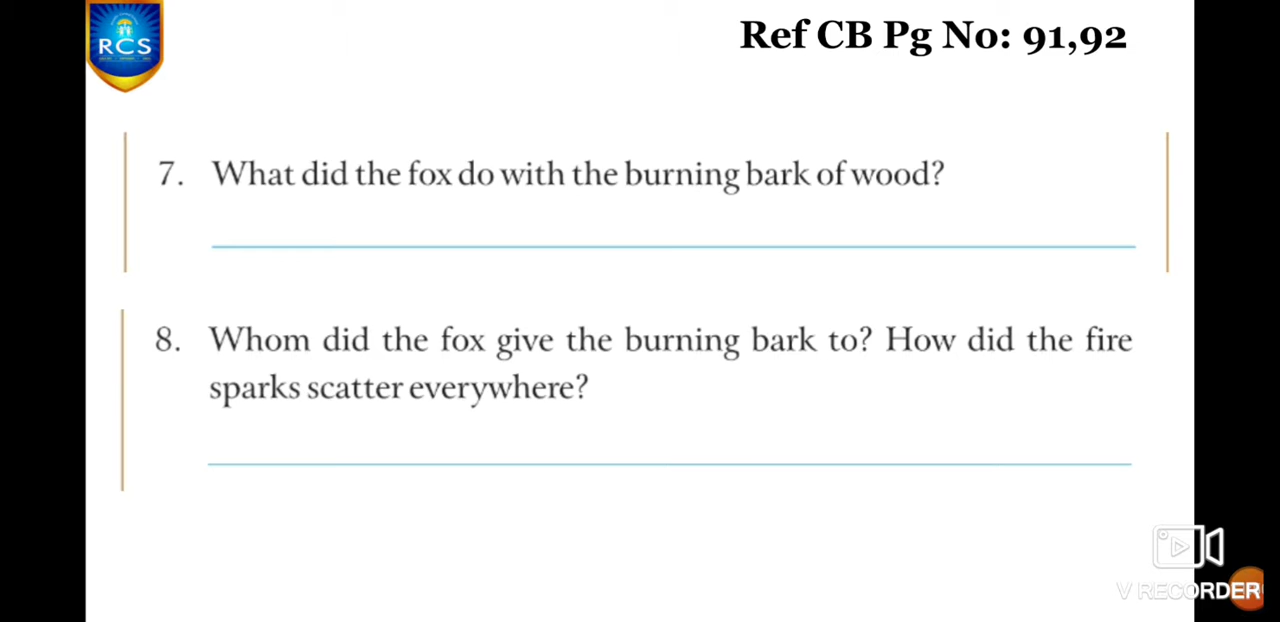 RCS
Ref CB Pg No: 91,92
7. What did the fox do with the burning bark of wood?
8. Whom did the fox give the burning bark to? How did the fire
sparks scatter everywhere?
V RECORDER